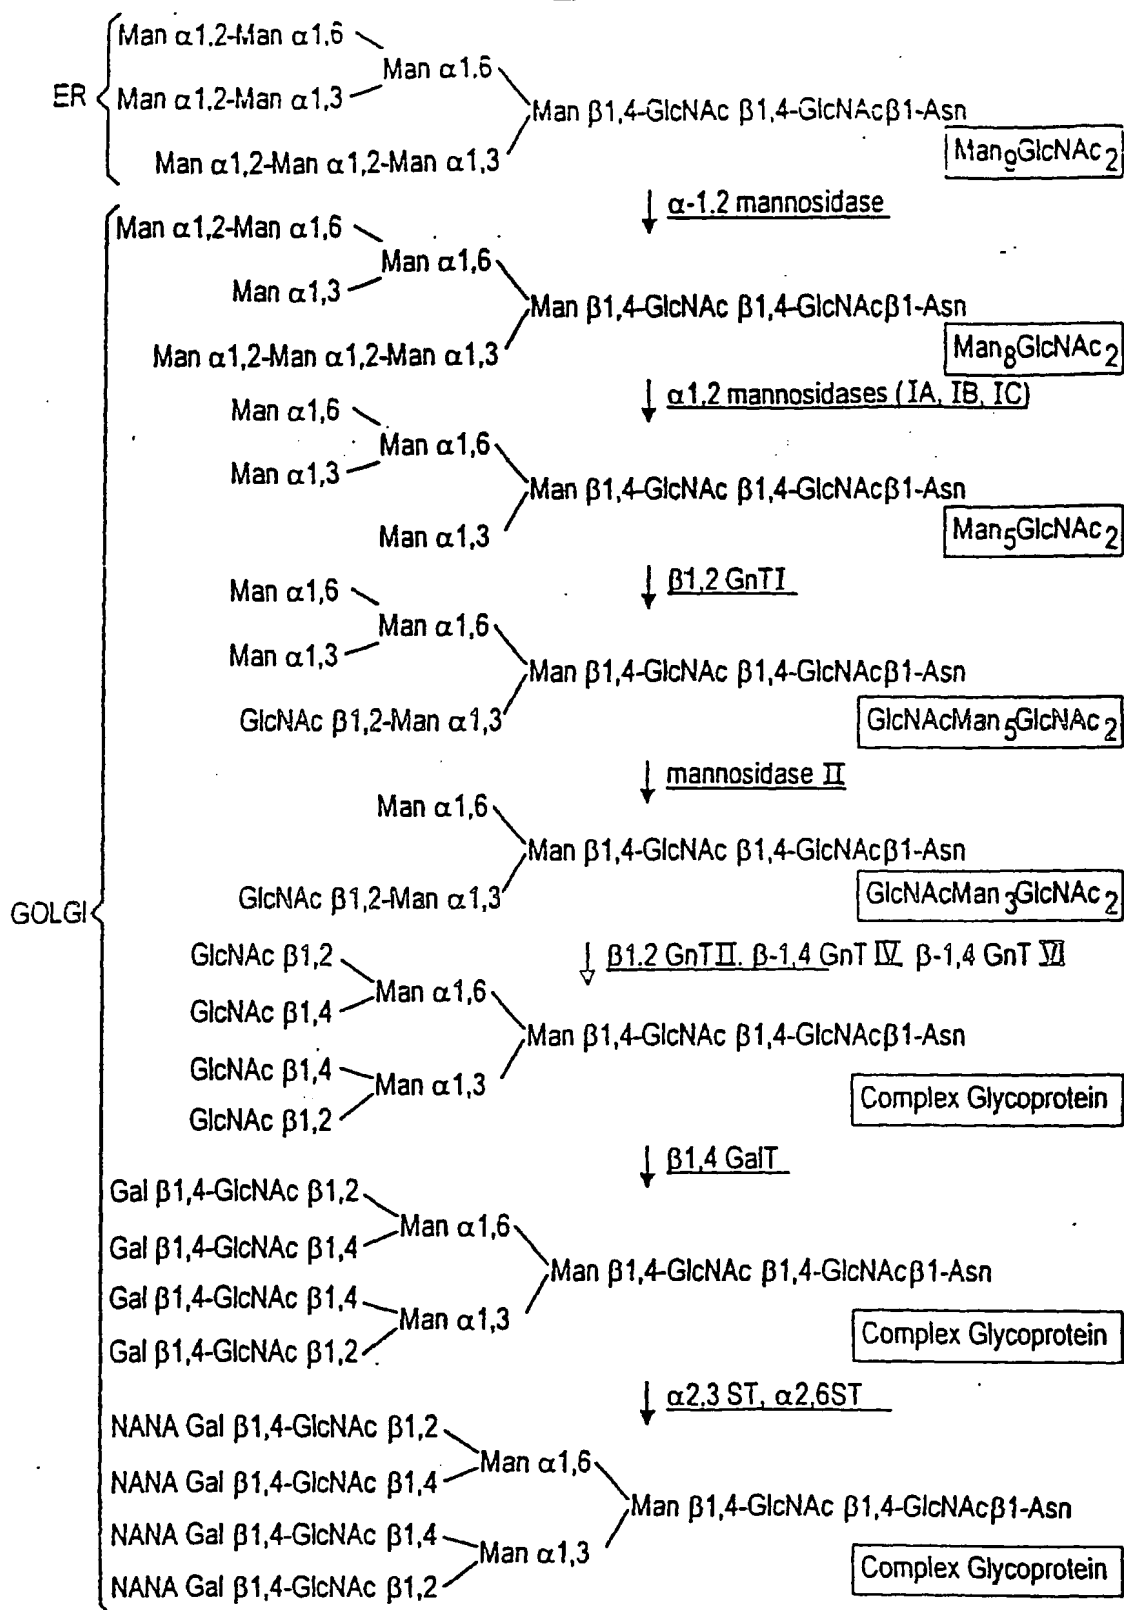 Man α1,2-Man α1,6
Man α1,6
ER
Man α1,2-Man α1,3
Man β1,4-GlcNAc β1,4-GlcNAcβ1-Asn
Man α1,2-Man α1,2-Man α1,3
Man9GlcNAc2
α-1.2 mannosidase
Man α1,2-Man α1,6
Man α1,6
Man α1,3
Man β1,4-GlcNAc β1,4-GlcNAcβ1-Asn
Man α1,2-Man α1,2-Man α1,3
Man8GlcNAc2
α1,2 mannosidases (IA, IB, IC)
Man α1,6
Man α1,6
Man α1,3
Man β1,4-GlcNAc β1,4-GlcNAcβ1-Asn
Man α1,3
Man5GlcNAc2
β1,2 GnTI
Man α1,6
Man α1,6
Man α1,3
Man β1,4-GlcNAc β1,4-GlcNAcβ1-Asn
GlcNAc β1,2-Man α1,3
GlcNAcMan5GlcNAc2
mannosidase II
Man α1,6
Man β1,4-GlcNAc β1,4-GlcNAcβ1-Asn
GlcNAc β1,2-Man α1,3
GlcNAcMan3GlcNAc2
GOLGI
β1.2 GnTII. β-1,4 GnT IV β-1,4 GnT VI
GlcNAc β1,2
Man α1,6
GlcNAc β1,4
Man β1,4-GlcNAc β1,4-GlcNAcβ1-Asn
GlcNAc β1,4
Man α1,3
GlcNAc β1,2
Complex Glycoprotein
β1,4 GalT
Gal β1,4-GlcNAc β1,2
Man α1,6
Gal β1,4-GlcNAc β1,4
Man β1,4-GlcNAc β1,4-GlcNAcβ1-Asn
Gal β1,4-GlcNAc β1,4
Man α1,3
Gal β1,4-GlcNAc β1,2
Complex Glycoprotein
α2,3 ST, α2,6ST
NANA Gal β1,4-GlcNAc β1,2
Man α1,6
NANA Gal β1,4-GlcNAc β1,4
Man β1,4-GlcNAc β1,4-GlcNAcβ1-Asn
NANA Gal β1,4-GlcNAc β1,4
Man α1,3
NANA Gal β1,4-GlcNAc β1,2
Complex Glycoprotein